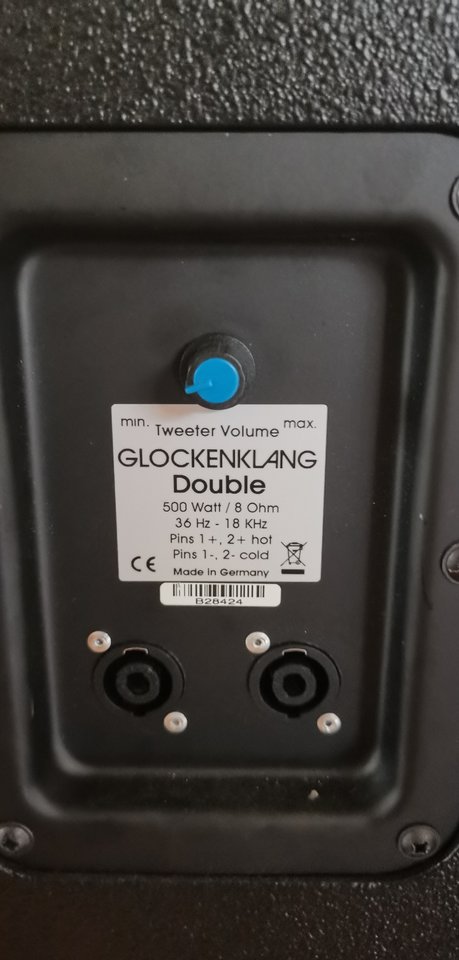 min. Tweeter Volume max.
GLOCKENKLANG
Double
500 Watt / 8 Ohm
36 Hz - 18 KHz
Pins 1+, 2+ hot
Pins 1-, 2- cold
CE
Made in Germany
B28424